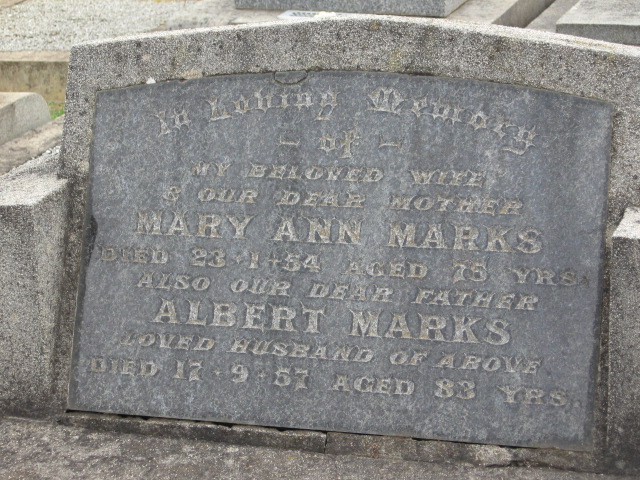 In Loving Memory
- of -
MY BELOVED WIFE
& OUR DEAR MOTHER
MARY ANN MARKS
DIED 23·1·54 AGED 78 YRS.
ALSO OUR DEAR FATHER
ALBERT MARKS
LOVED HUSBAND OF ABOVE
DIED 17·9·57 AGED 83 YRS.